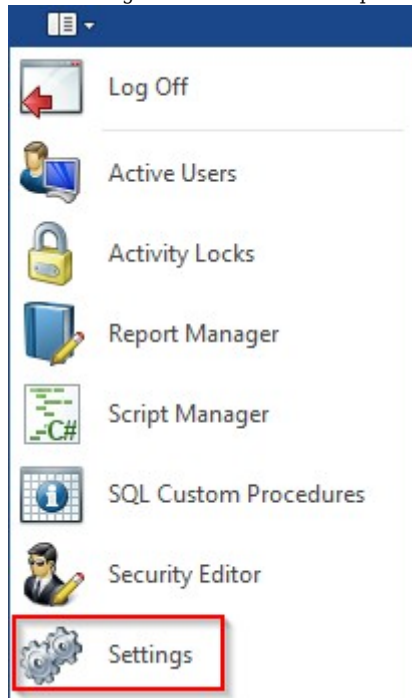 Log Off
Active Users
Activity Locks
Report Manager
C#
Script Manager
SQL Custom Procedures
Security Editor
Settings